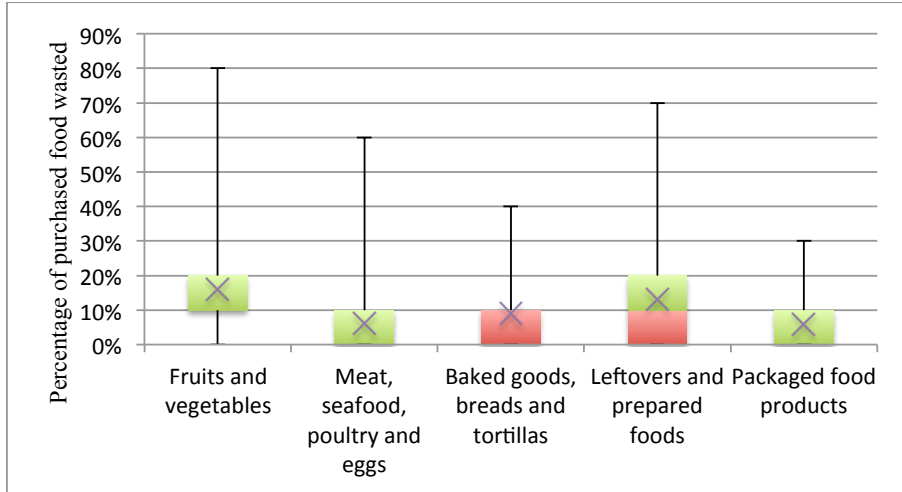 Percentage of purchased food wasted
90%
80%
70%
60%
50%
40%
30%
20%
10%
0%
Fruits and
vegetables
Meat,
seafood,
poultry and
eggs
Baked goods,
breads and
tortillas
Leftovers and
prepared
foods
Packaged food
products